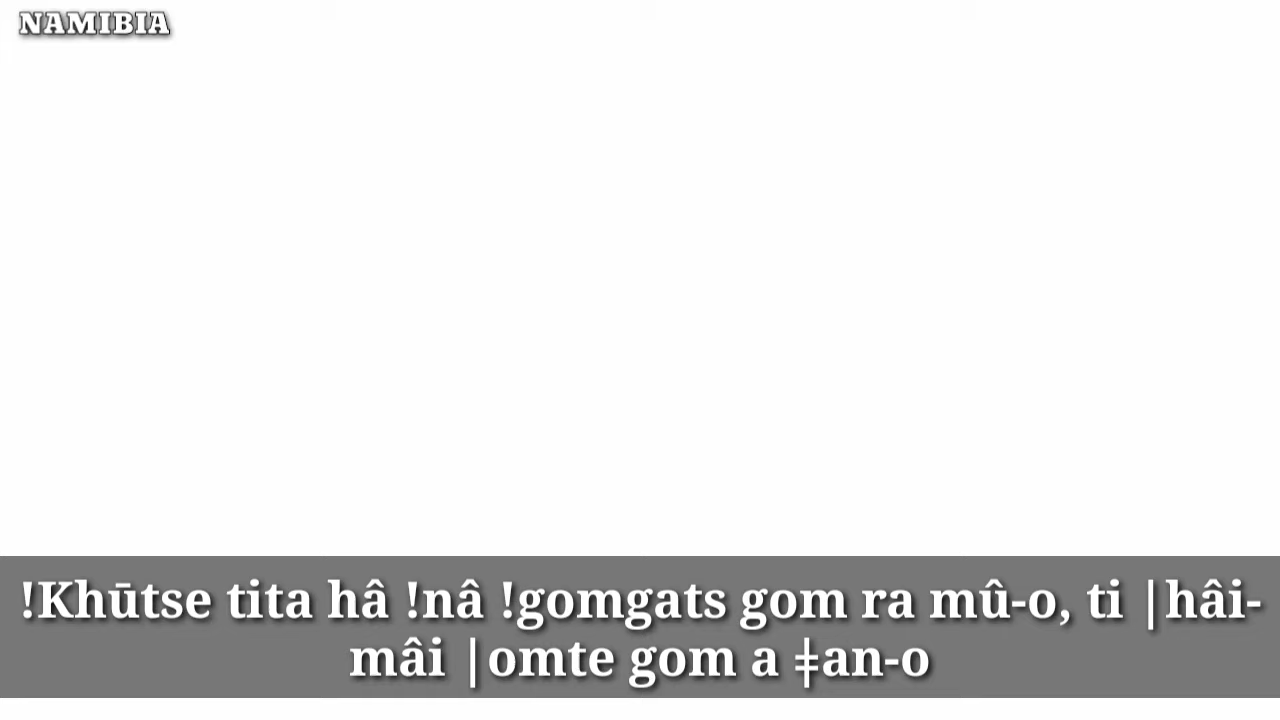 NAMIBIA
!Khūtse tita hâ !nâ !gomgats gom ra mû-o, ti |hâi-
mâi |omte gom a ǂan-o